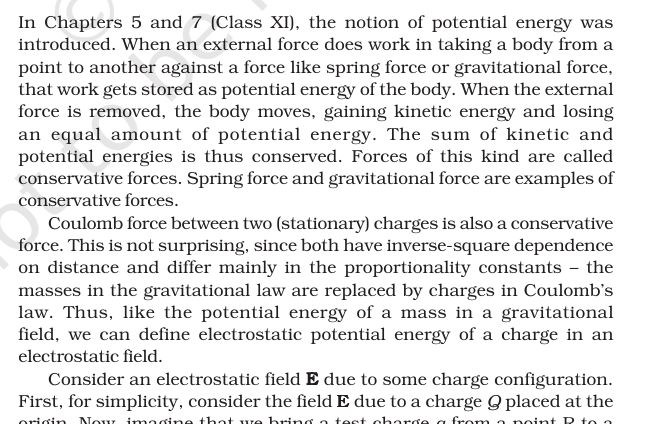 In Chapters 5 and 7 (Class XI), the notion of potential energy was
introduced. When an external force does work in taking a body from a
point to another against a force like spring force or gravitational force,
that work gets stored as potential energy of the body. When the external
force is removed, the body moves, gaining kinetic energy and losing
an equal amount of potential energy. The sum of kinetic and
potential energies is thus conserved. Forces of this kind are called
conservative forces. Spring force and gravitational force are examples of
conservative forces.
Coulomb force between two (stationary) charges is also a conservative
force. This is not surprising, since both have inverse-square dependence
on distance and differ mainly in the proportionality constants – the
masses in the gravitational law are replaced by charges in Coulomb's
law. Thus, like the potential energy of a mass in a gravitational
field, we can define electrostatic potential energy of a charge in an
electrostatic field.
Consider an electrostatic field E due to some charge configuration.
First, for simplicity, consider the field E due to a charge Q placed at the
origin. Now, imagine that we bring a test charge q from a point R to a
© not to be